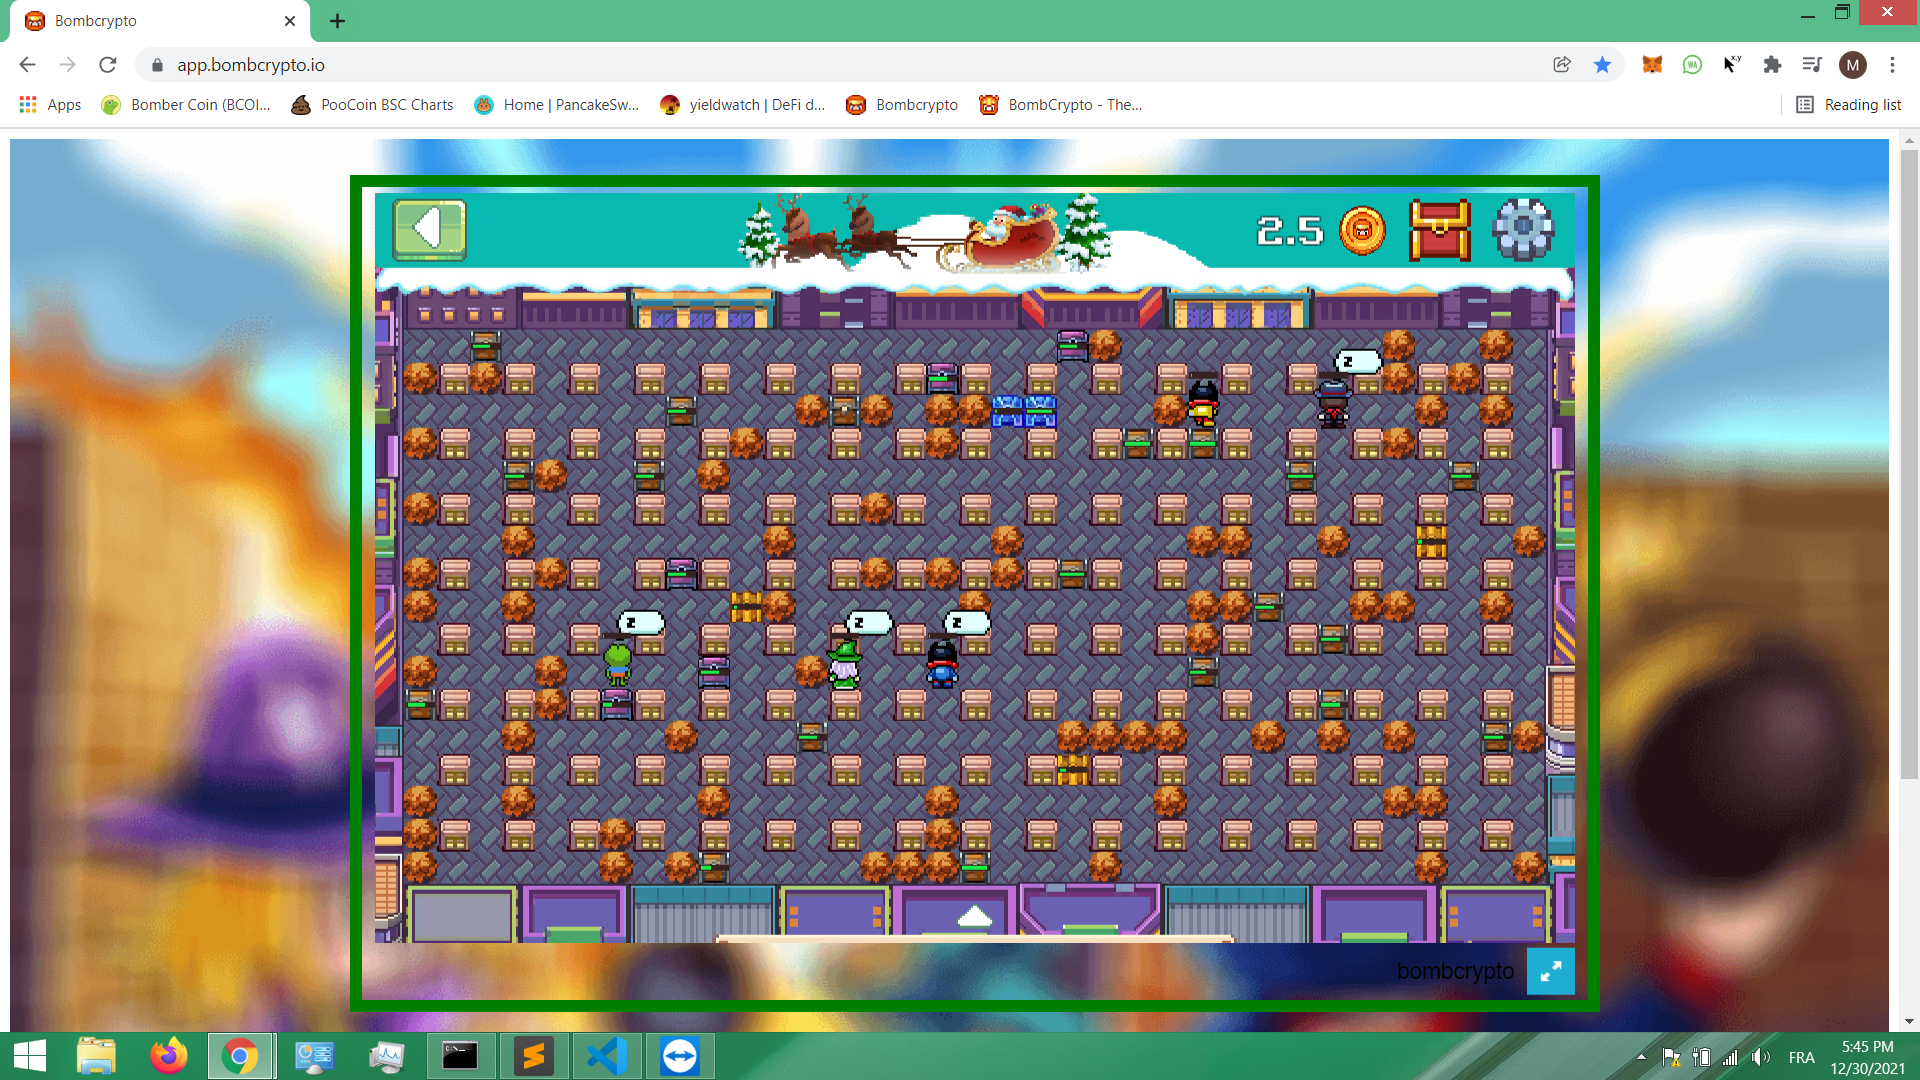 Bombcrypto
app.bombcrypto.io
M
Apps
Bomber Coin (BCOI...
PooCoin BSC Charts
Home | PancakeSw...
yieldwatch | DeFi d...
Bombcrypto
BombCrypto - The...
Reading list
2.5
z
z
z
z
bombcrypto
FRA
5:45 PM
12/30/2021